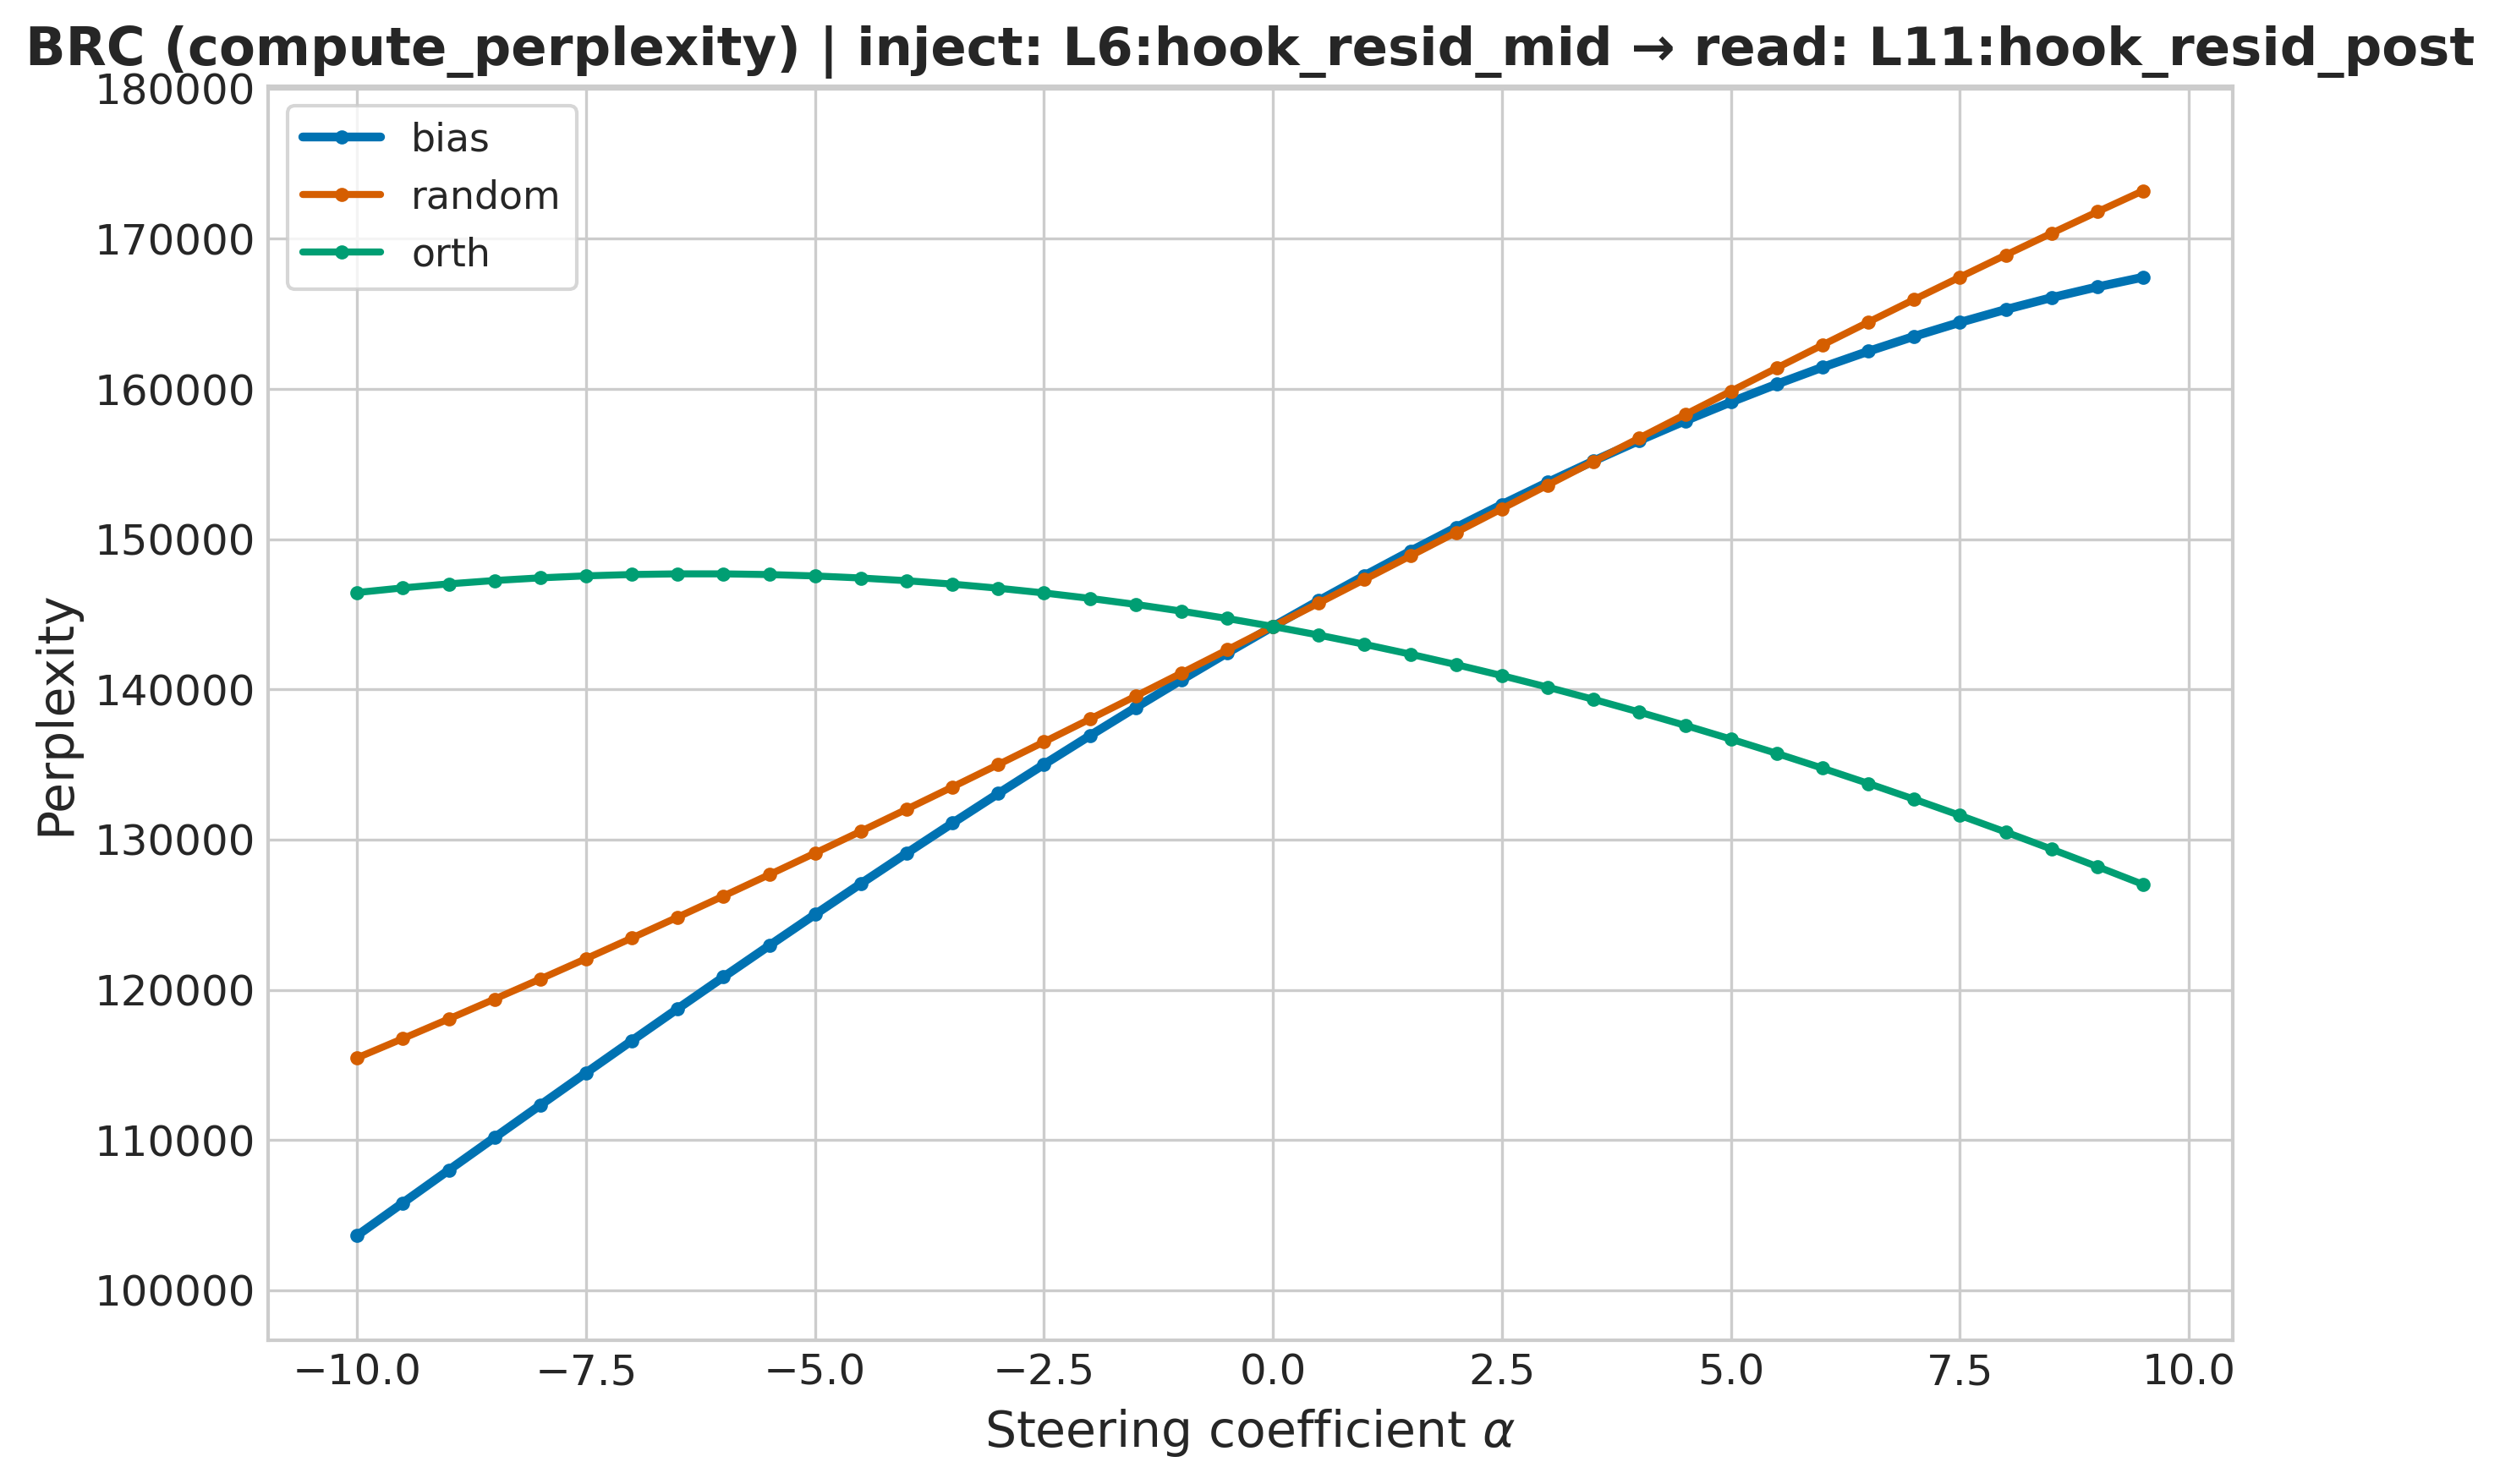 BRC (compute_perplexity) | inject: L6:hook_resid_mid → read: L11:hook_resid_post
180000
170000
160000
150000
140000
130000
120000
110000
100000
Perplexity
bias
random
orth
−10.0 −7.5 −5.0 −2.5 0.0 2.5 5.0 7.5 10.0
Steering coefficient α